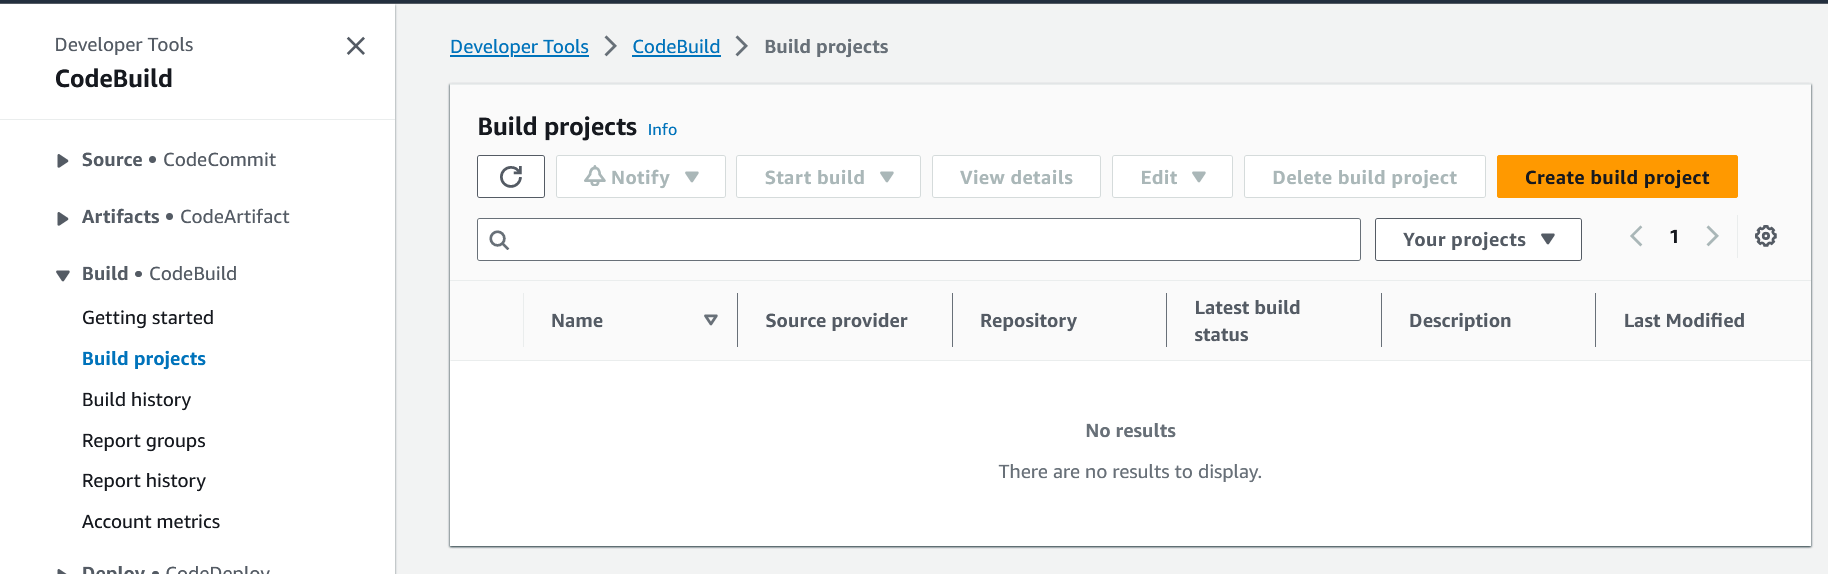 Developer Tools
CodeBuild
Source • CodeCommit
Artifacts • CodeArtifact
Build • CodeBuild
Getting started
Build projects
Build history
Report groups
Report history
Account metrics
Deploy • CodeDeploy
Developer Tools > CodeBuild > Build projects
Build projects Info
Notify Start build View details Edit Delete build project Create build project
Your projects 1
Name Source provider Repository Latest build status Description Last Modified
No results
There are no results to display.